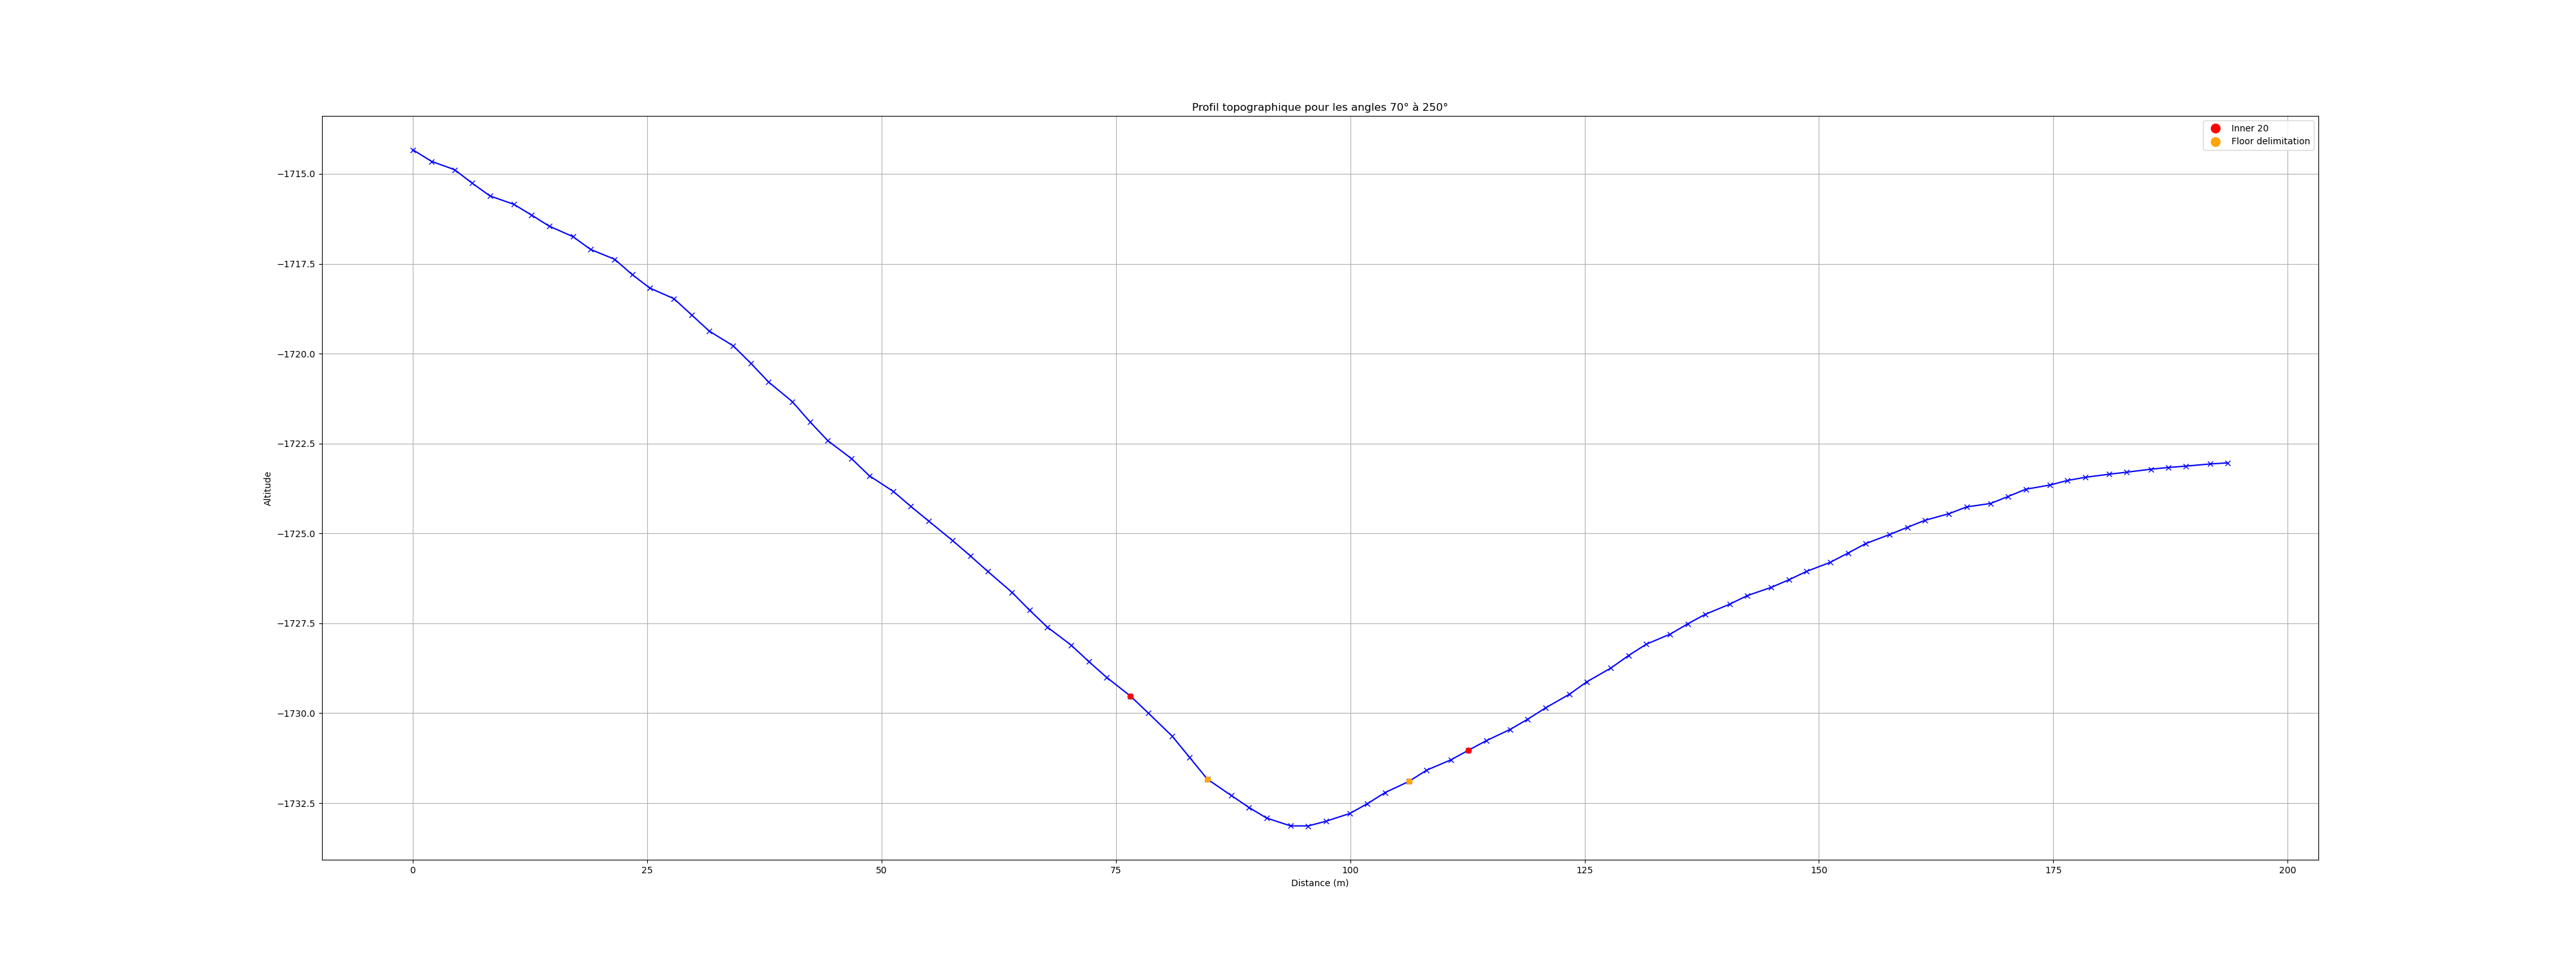 Profil topographique pour les angles 70° à 250°
Inner 20
Floor delimitation
−1715.0
−1717.5
−1720.0
−1722.5
−1725.0
−1727.5
−1730.0
−1732.5
Altitude
0 25 50 75 100 125 150 175 200
Distance (m)